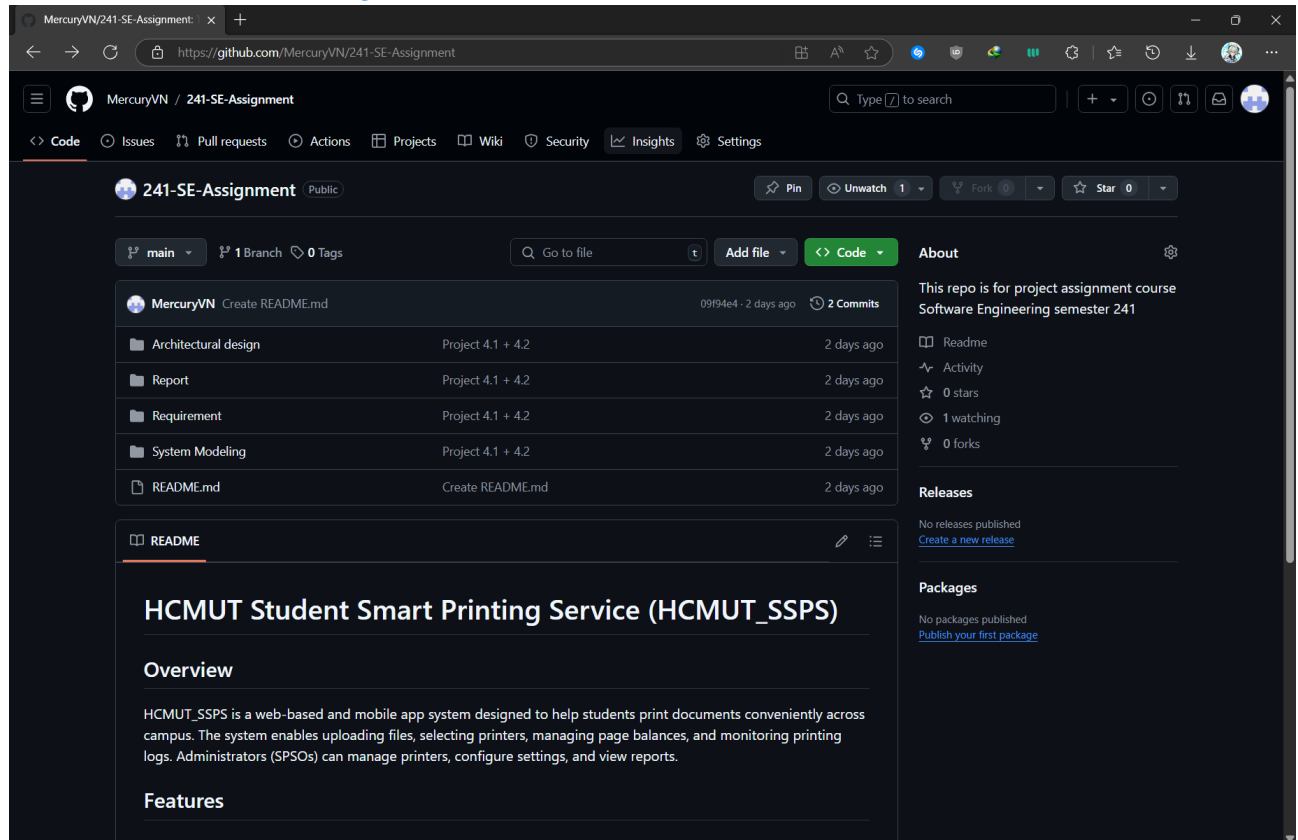 MercuryVN/241-SE-Assignment:
https://github.com/MercuryVN/241-SE-Assignment
MercuryVN / 241-SE-Assignment
Type / to search
Code Issues Pull requests Actions Projects Wiki Security Insights Settings
241-SE-Assignment Public
Pin Unwatch 1 Fork 0 Star 0
main 1 Branch 0 Tags Go to file t Add file Code
MercuryVN Create README.md 09f94e4 · 2 days ago 2 Commits
Architectural design Project 4.1 + 4.2 2 days ago
Report Project 4.1 + 4.2 2 days ago
Requirement Project 4.1 + 4.2 2 days ago
System Modeling Project 4.1 + 4.2 2 days ago
README.md Create README.md 2 days ago
README
HCMUT Student Smart Printing Service (HCMUT_SSPS)
Overview
HCMUT_SSPS is a web-based and mobile app system designed to help students print documents conveniently across
campus. The system enables uploading files, selecting printers, managing page balances, and monitoring printing
logs. Administrators (SPSOs) can manage printers, configure settings, and view reports.
Features
About
This repo is for project assignment course
Software Engineering semester 241
Readme
Activity
0 stars
1 watching
0 forks
Releases
No releases published
Create a new release
Packages
No packages published
Publish your first package